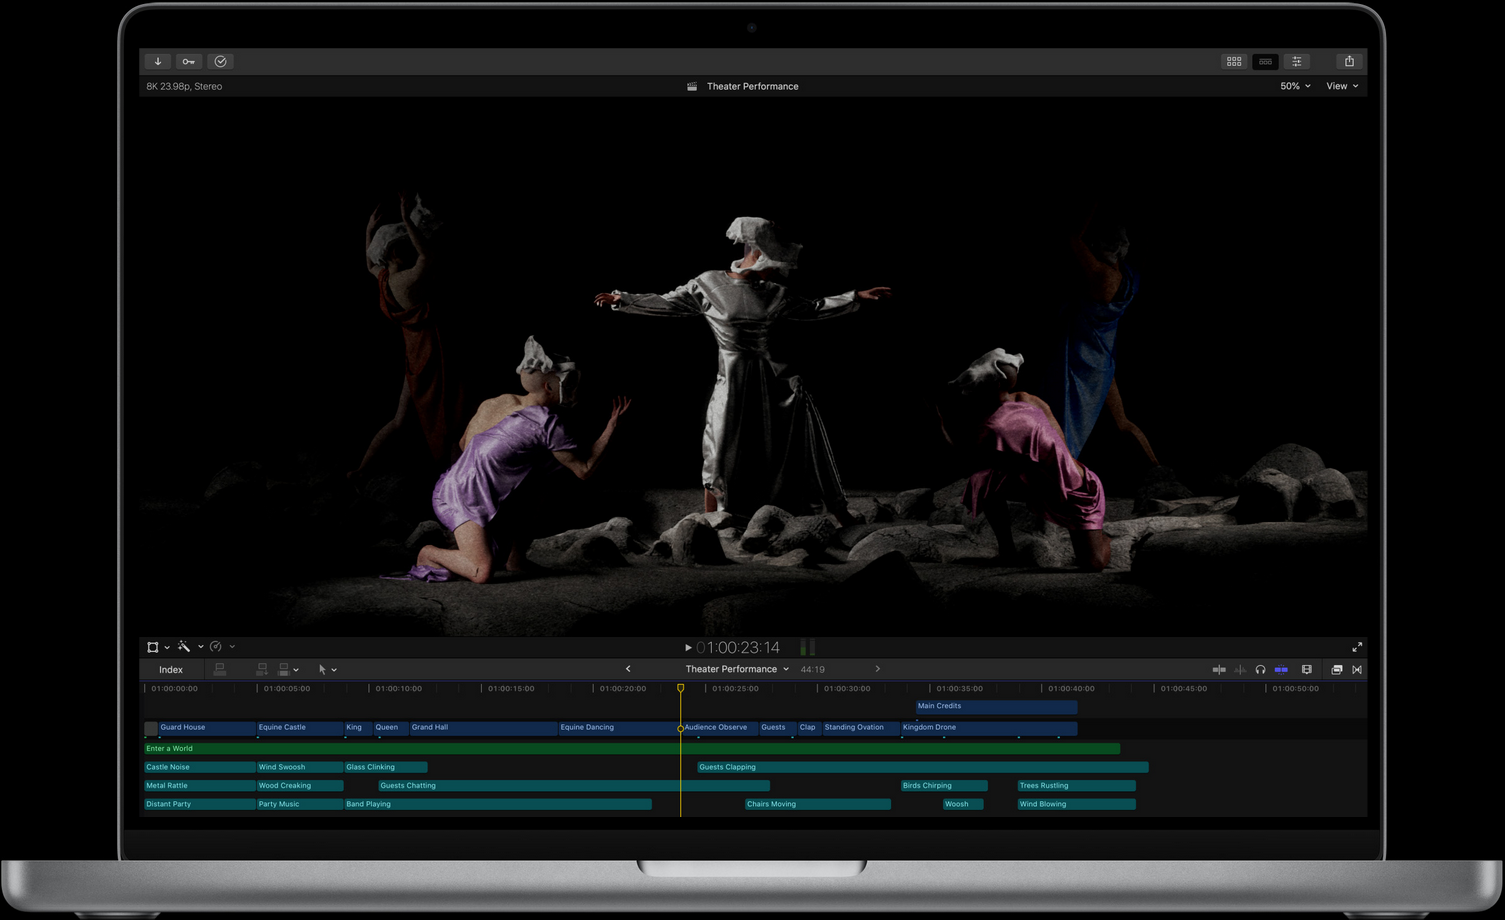 8K 23.98p, Stereo
Theater Performance
50%
View
01:00:23:14
Index
Theater Performance
44:19
01:00:00:00 01:00:05:00 01:00:10:00 01:00:15:00 01:00:20:00 01:00:25:00 01:00:30:00 01:00:35:00 01:00:40:00 01:00:45:00 01:00:50:00
Main Credits
Guard House Equine Castle King Queen Grand Hall Equine Dancing Audience Observe Guests Clap Standing Ovation Kingdom Drone
Enter a World
Castle Noise Wind Swoosh Glass Clinking Guests Clapping
Metal Rattle Wood Creaking Guests Chatting Birds Chirping Trees Rustling
Distant Party Party Music Band Playing Chairs Moving Woosh Wind Blowing